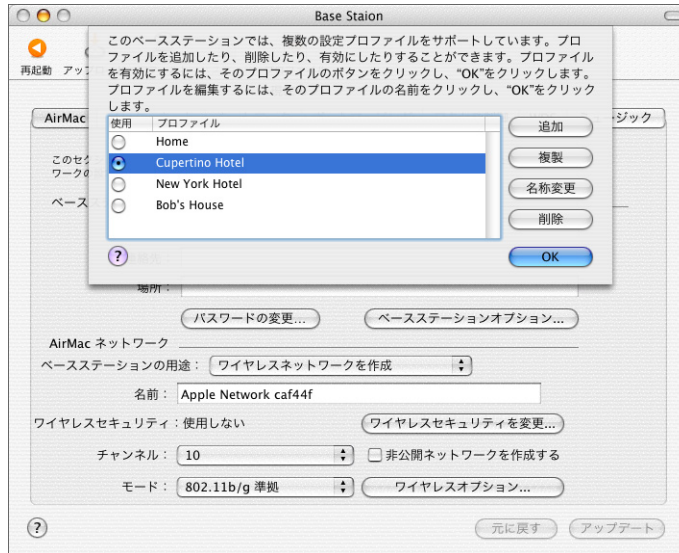 Base Staion
このベースステーションでは、複数の設定プロファイルをサポートしています。プロ
ファイルを追加したり、削除したり、有効にしたりすることができます。プロファイル
を有効にするには、そのプロファイルのボタンをクリックし、“OK”をクリックします。
プロファイルを編集するには、そのプロファイルの名前をクリックし、“OK”をクリック
します。
再起動 アップ
AirMac
ジック
使用 プロファイル
Home
Cupertino Hotel
New York Hotel
Bob's House
追加
複製
名称変更
削除
? OK
このセク
ワークの
ベース
場所：
パスワードの変更... ベースステーションオプション...
AirMac ネットワーク
ベースステーションの用途： ワイヤレスネットワークを作成
名前： Apple Network caf44f
ワイヤレスセキュリティ：使用しない ワイヤレスセキュリティを変更...
チャンネル： 10 非公開ネットワークを作成する
モード： 802.11b/g 準拠 ワイヤレスオプション...
? 元に戻す アップデート